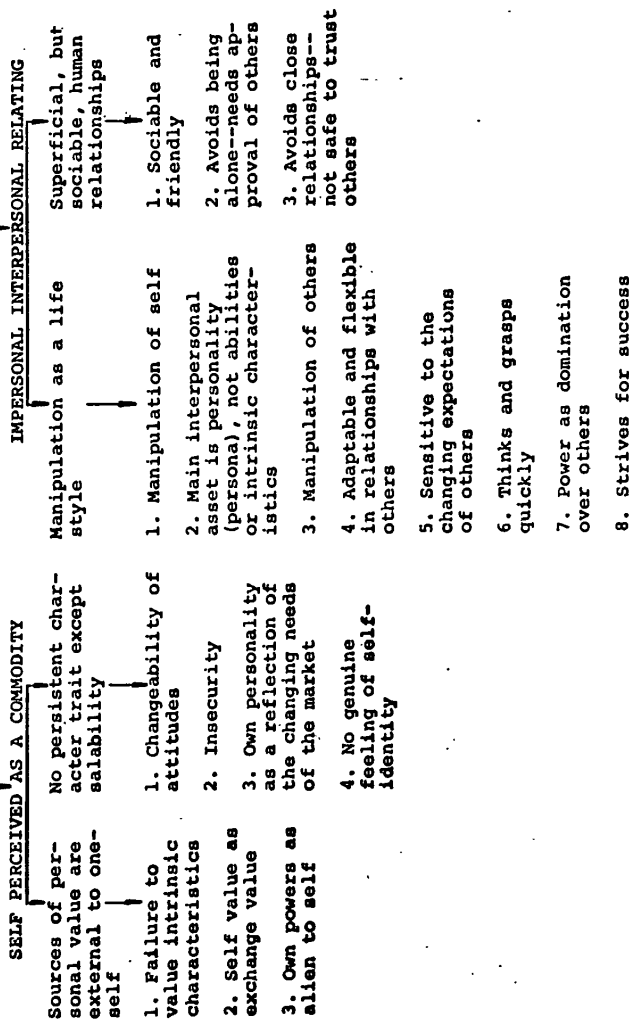 SELF PERCEIVED AS A COMMODITY
Sources of per-
sonal value are
external to one-
self
1. Failure to
value intrinsic
characteristics
2. Self value as
exchange value
3. Own powers as
alien to self
No persistent char-
acter trait except
salability
1. Changeability of
attitudes
2. Insecurity
3. Own personality
as a reflection of
the changing needs
of the market
4. No genuine
feeling of self-
identity
IMPERSONAL INTERPERSONAL RELATING
Manipulation as a life
style
1. Manipulation of self
2. Main interpersonal
asset is personality
(persona), not abilities
or intrinsic character-
istics
3. Manipulation of others
4. Adaptable and flexible
in relationships with
others
5. Sensitive to the
changing expectations
of others
6. Thinks and grasps
quickly
7. Power as domination
over others
8. Strives for success
Superficial, but
sociable, human
relationships
1. Sociable and
friendly
2. Avoids being
alone--needs ap-
proval of others
3. Avoids close
relationships--
not safe to trust
others